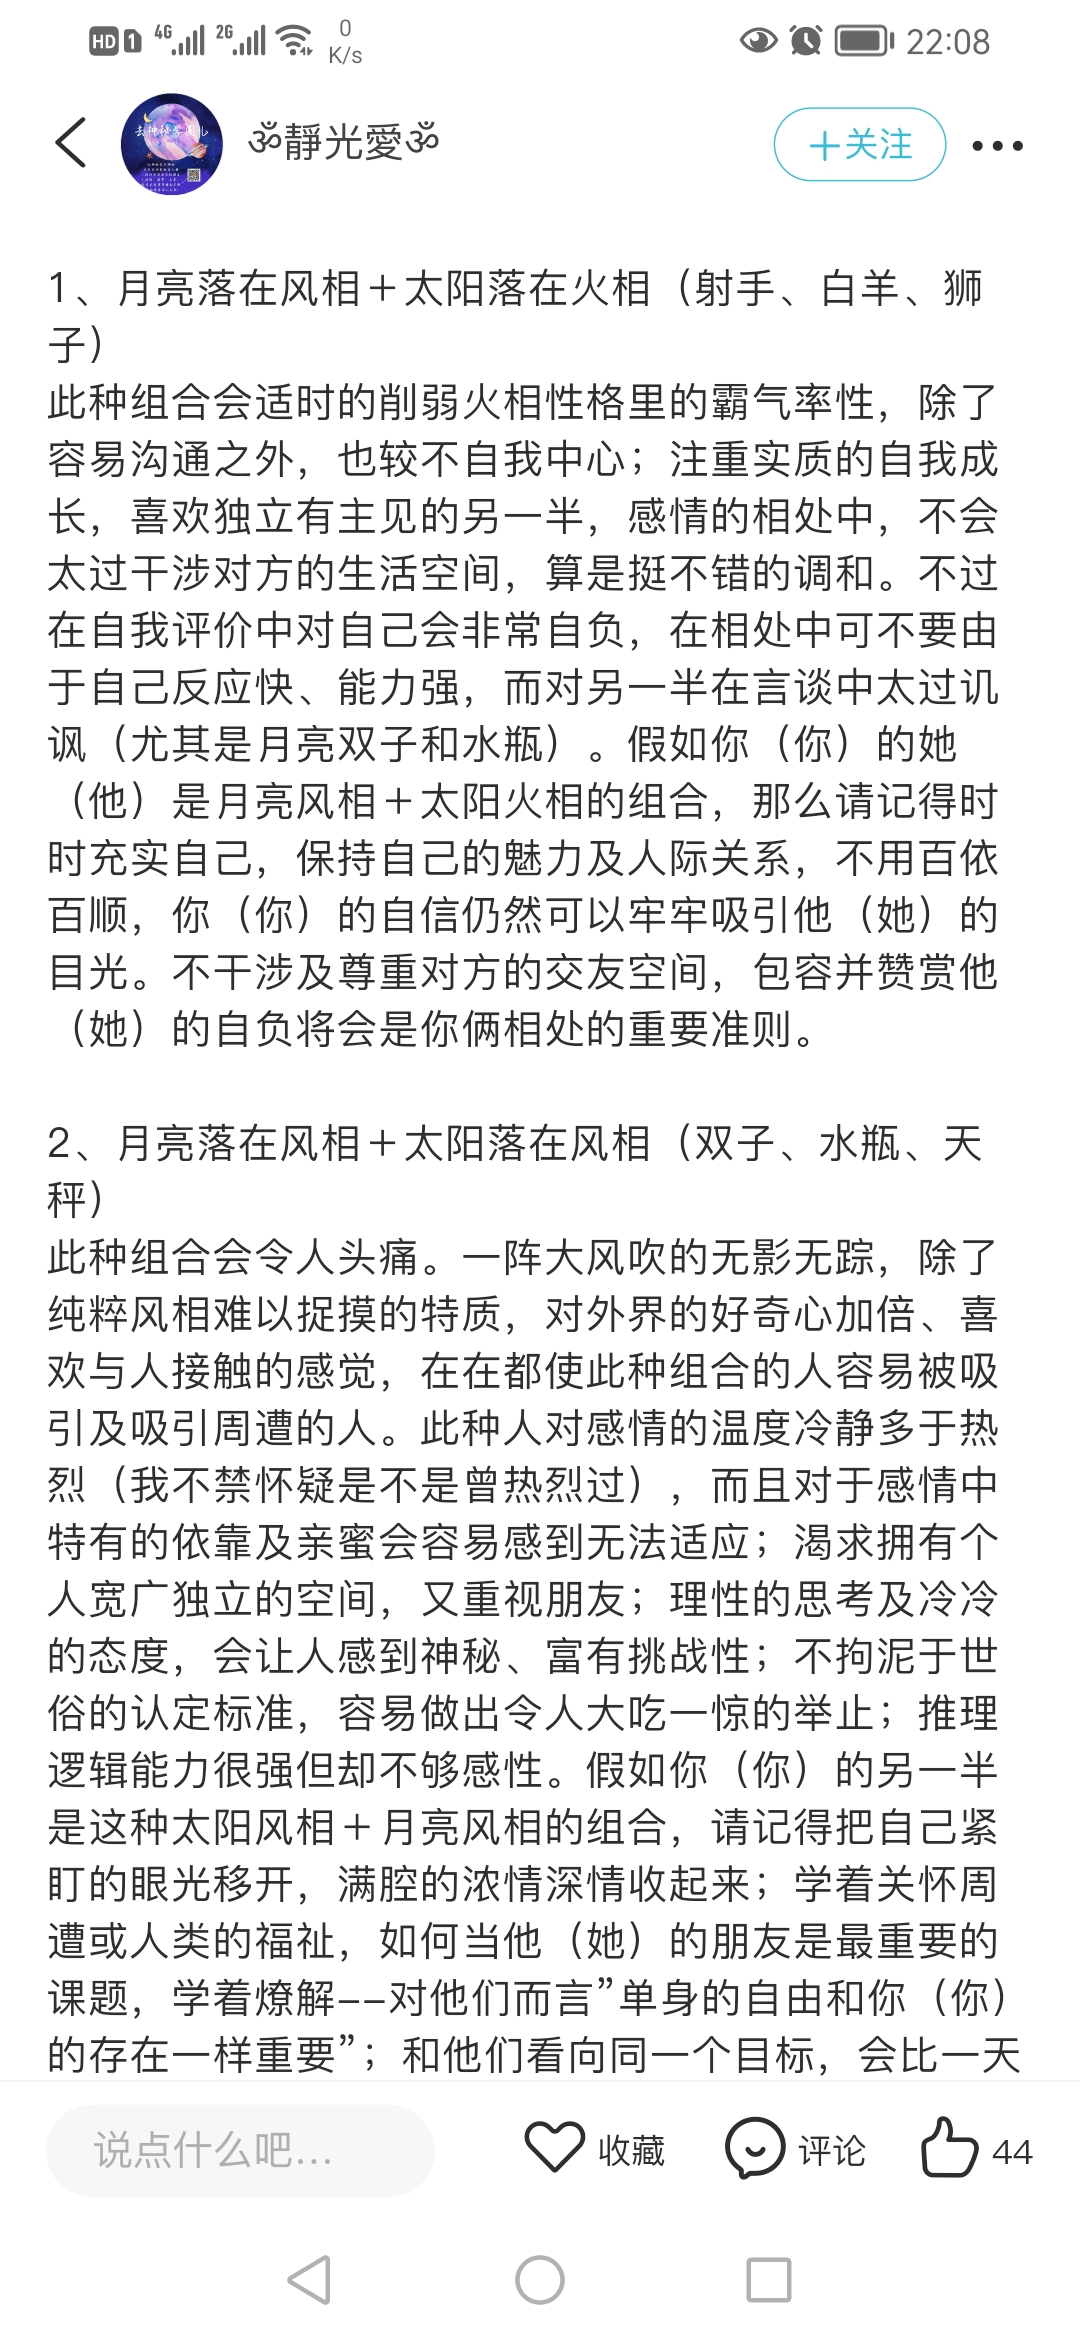 HD 1 4G 2G 0 K/s 22:08
ॐ靜光愛ॐ
＋关注
1、月亮落在风相＋太阳落在火相（射手、白羊、狮
子）
此种组合会适时的削弱火相性格里的霸气率性，除了
容易沟通之外，也较不自我中心；注重实质的自我成
长，喜欢独立有主见的另一半，感情的相处中，不会
太过干涉对方的生活空间，算是挺不错的调和。不过
在自我评价中对自己会非常自负，在相处中可不要由
于自己反应快、能力强，而对另一半在言谈中太过讥
讽（尤其是月亮双子和水瓶）。假如你（你）的她
（他）是月亮风相＋太阳火相的组合，那么请记得时
时充实自己，保持自己的魅力及人际关系，不用百依
百顺，你（你）的自信仍然可以牢牢吸引他（她）的
目光。不干涉及尊重对方的交友空间，包容并赞赏他
（她）的自负将会是你俩相处的重要准则。
2、月亮落在风相＋太阳落在风相（双子、水瓶、天
秤）
此种组合会令人头痛。一阵大风吹的无影无踪，除了
纯粹风相难以捉摸的特质，对外界的好奇心加倍、喜
欢与人接触的感觉，在在都使此种组合的人容易被吸
引及吸引周遭的人。此种人对感情的温度冷静多于热
烈（我不禁怀疑是不是曾热烈过），而且对于感情中
特有的依靠及亲蜜会容易感到无法适应；渴求拥有个
人宽广独立的空间，又重视朋友；理性的思考及冷冷
的态度，会让人感到神秘、富有挑战性；不拘泥于世
俗的认定标准，容易做出令人大吃一惊的举止；推理
逻辑能力很强但却不够感性。假如你（你）的另一半
是这种太阳风相＋月亮风相的组合，请记得把自己紧
盯的眼光移开，满腔的浓情深情收起来；学着关怀周
遭或人类的福祉，如何当他（她）的朋友是最重要的
课题，学着燎解--对他们而言”单身的自由和你（你）
的存在一样重要”；和他们看向同一个目标，会比一天
说点什么吧...
收藏
评论
44